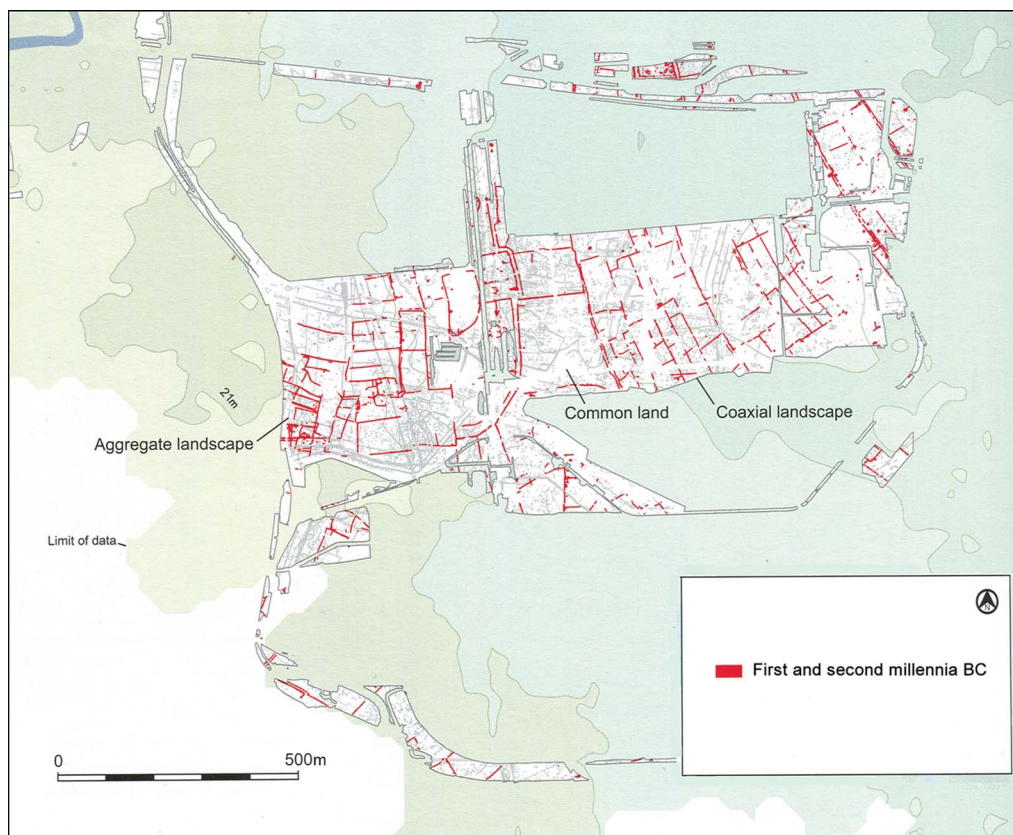 21m
Aggregate landscape
Common land
Coaxial landscape
Limit of data
N
First and second millennia BC
0
500m